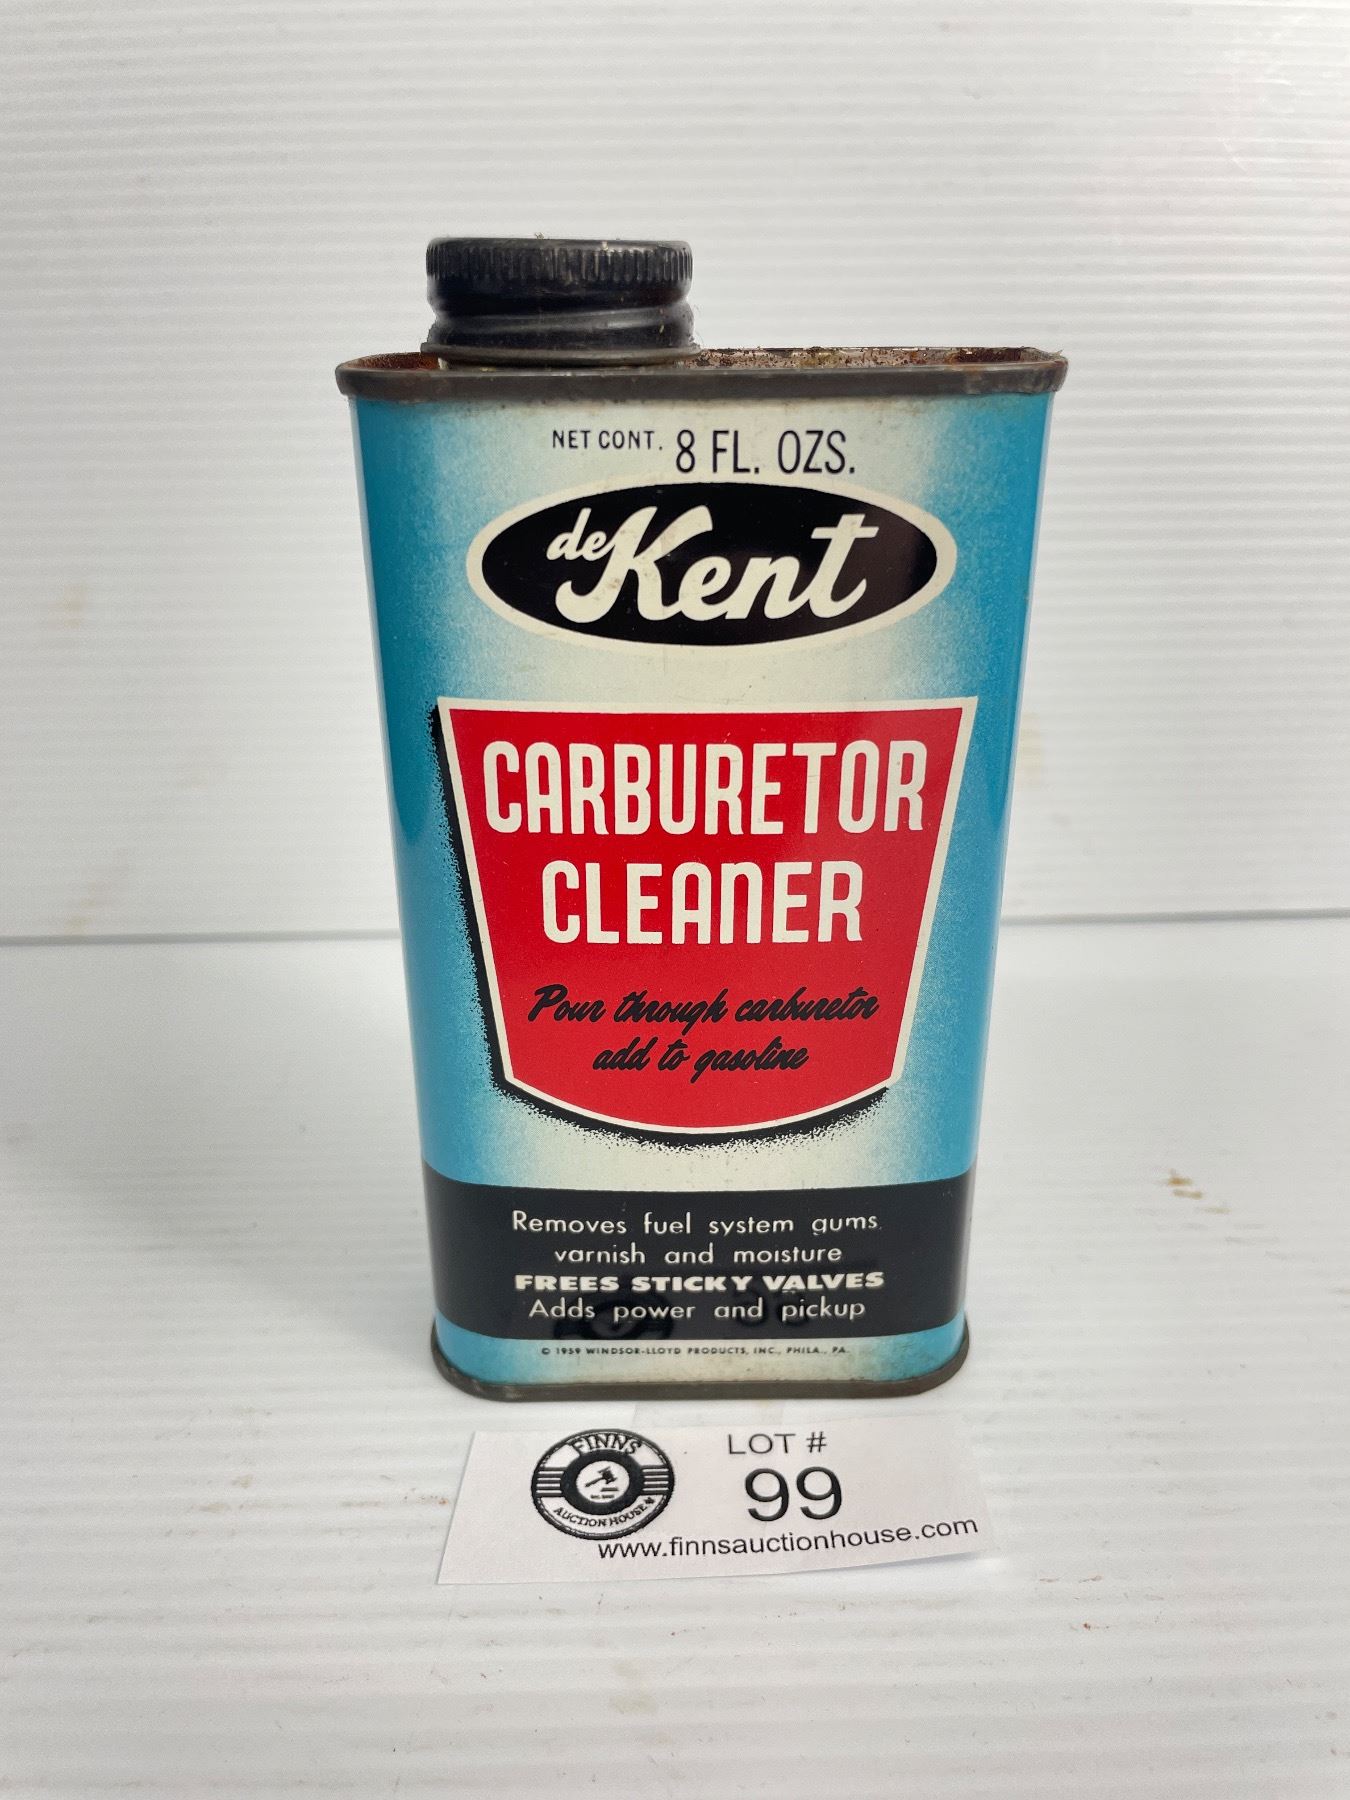 NET CONT. 8 FL. OZS.
de Kent
CARBURETOR
CLEANER
Pour through carburetor
add to gasoline
Removes fuel system gums
varnish and moisture
FREES STICKY VALVES
Adds power and pickup
© 1959 WINDSOR-LLOYD PRODUCTS, INC., PHILA., PA.
FINNS
AUCTION HOUSE
LOT #
99
www.finnsauctionhouse.com